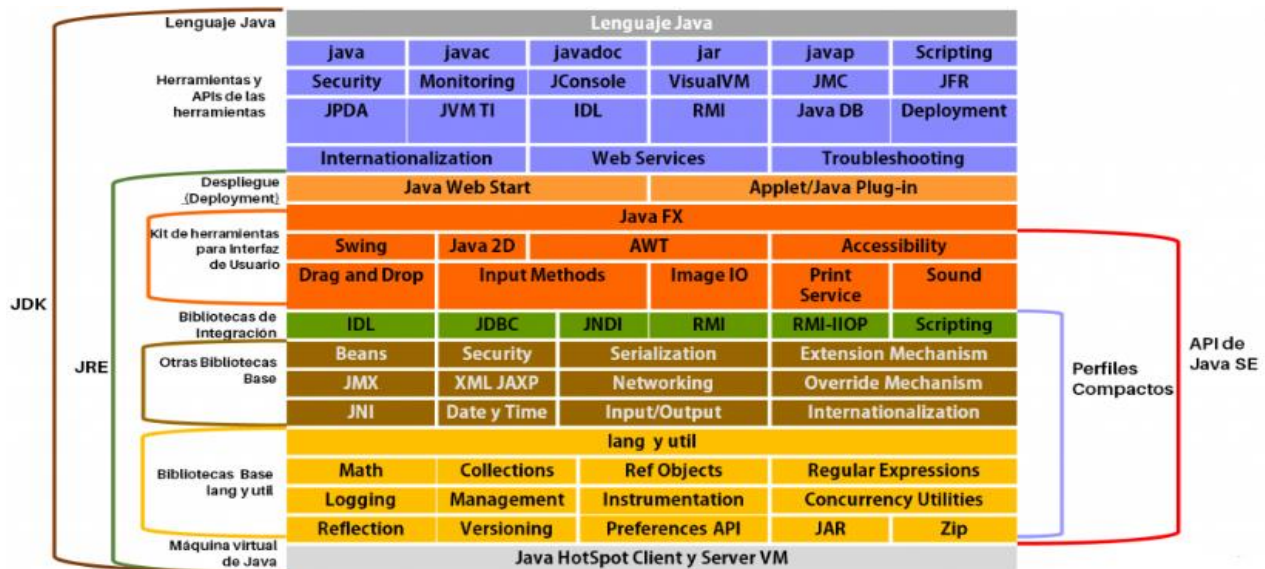 Lenguaje Java
Lenguaje Java
Herramientas y
APIs de las
herramientas
java javac javadoc jar javap Scripting
Security Monitoring JConsole VisualVM JMC JFR
JPDA JVM TI IDL RMI Java DB Deployment
Internationalization Web Services Troubleshooting
Despliegue
(Deployment)
Java Web Start Applet/Java Plug-in
Kit de herramientas
para Interfaz
de Usuario
Java FX
Swing Java 2D AWT Accessibility
Drag and Drop Input Methods Image IO Print Service Sound
Bibliotecas de
Integración
IDL JDBC JNDI RMI RMI-IIOP Scripting
Otras Bibliotecas
Base
Beans Security Serialization Extension Mechanism
JMX XML JAXP Networking Override Mechanism
JNI Date y Time Input/Output Internationalization
Bibliotecas Base
lang y util
lang y util
Math Collections Ref Objects Regular Expressions
Logging Management Instrumentation Concurrency Utilities
Reflection Versioning Preferences API JAR Zip
Máquina virtual
de Java
Java HotSpot Client y Server VM
JDK
JRE
Perfiles
Compactos
API de
Java SE